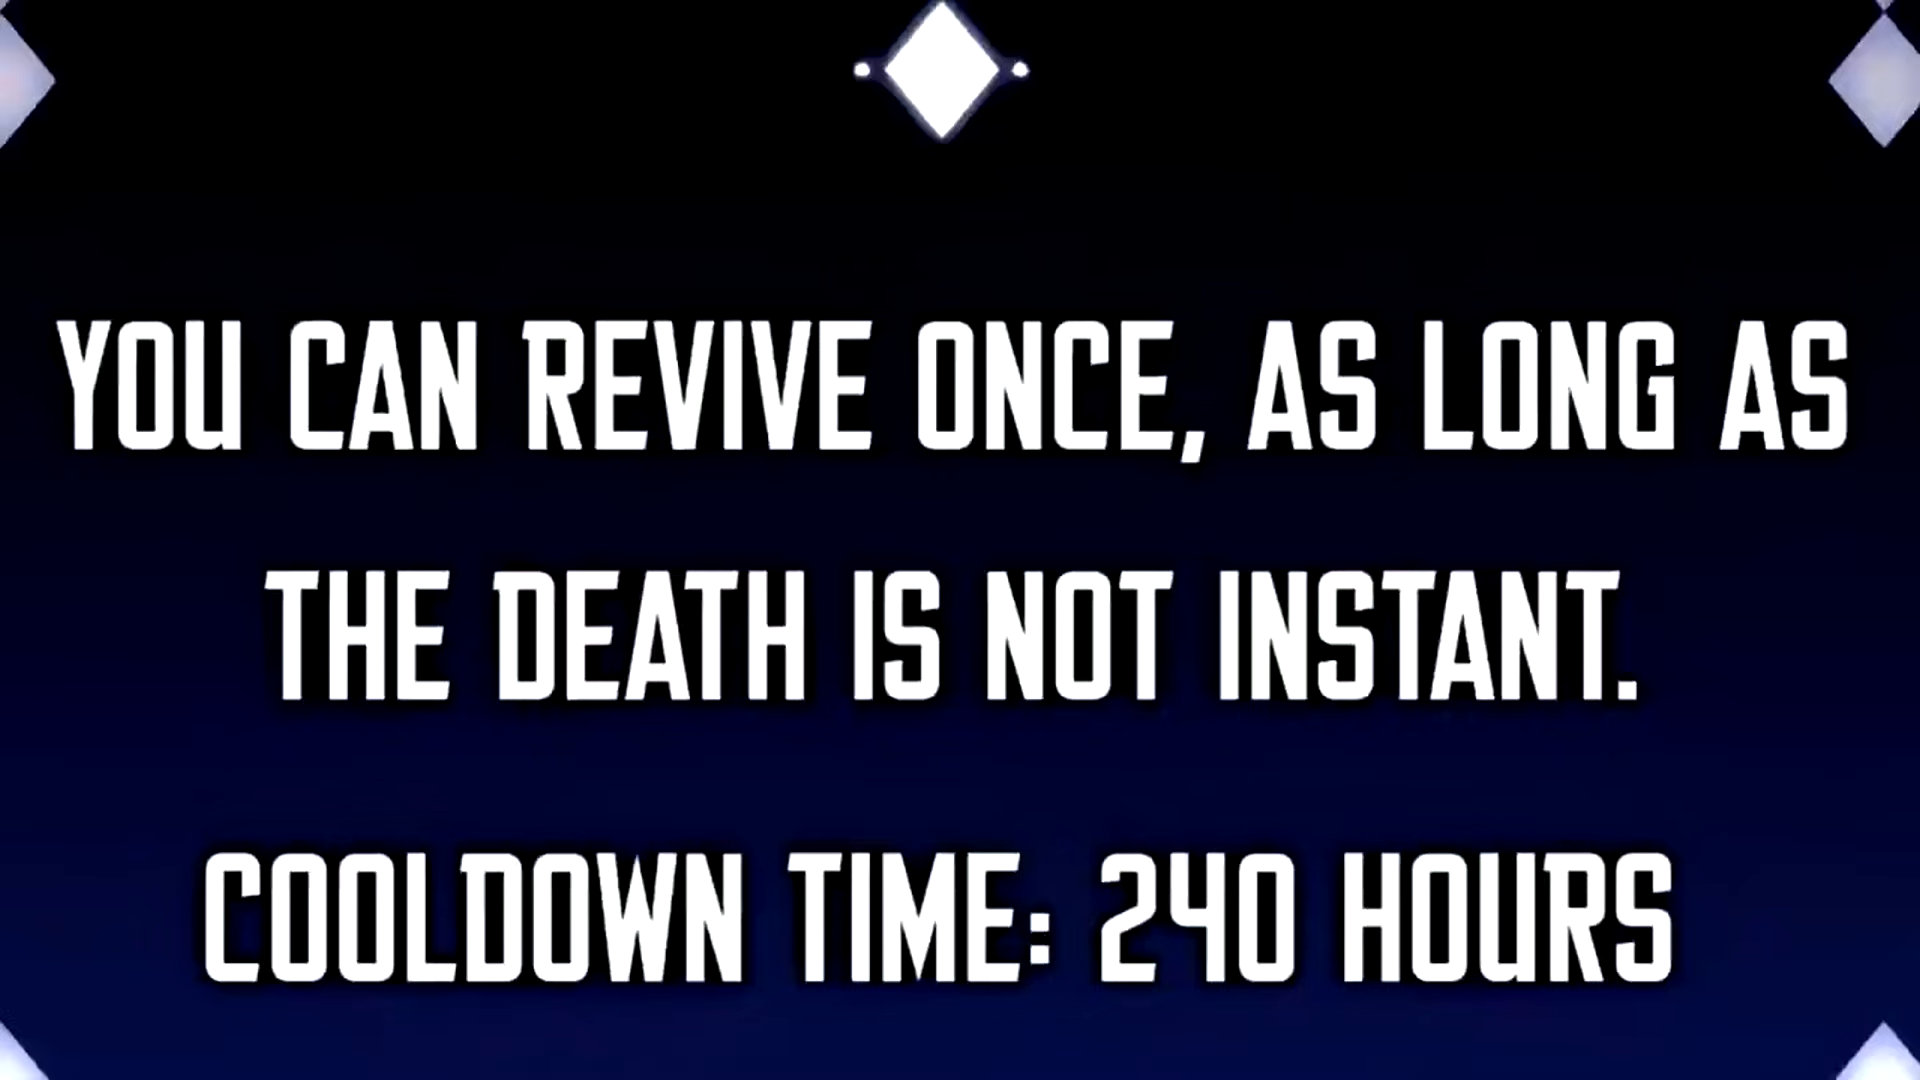 YOU CAN REVIVE ONCE, AS LONG AS
THE DEATH IS NOT INSTANT.
COOLDOWN TIME: 240 HOURS